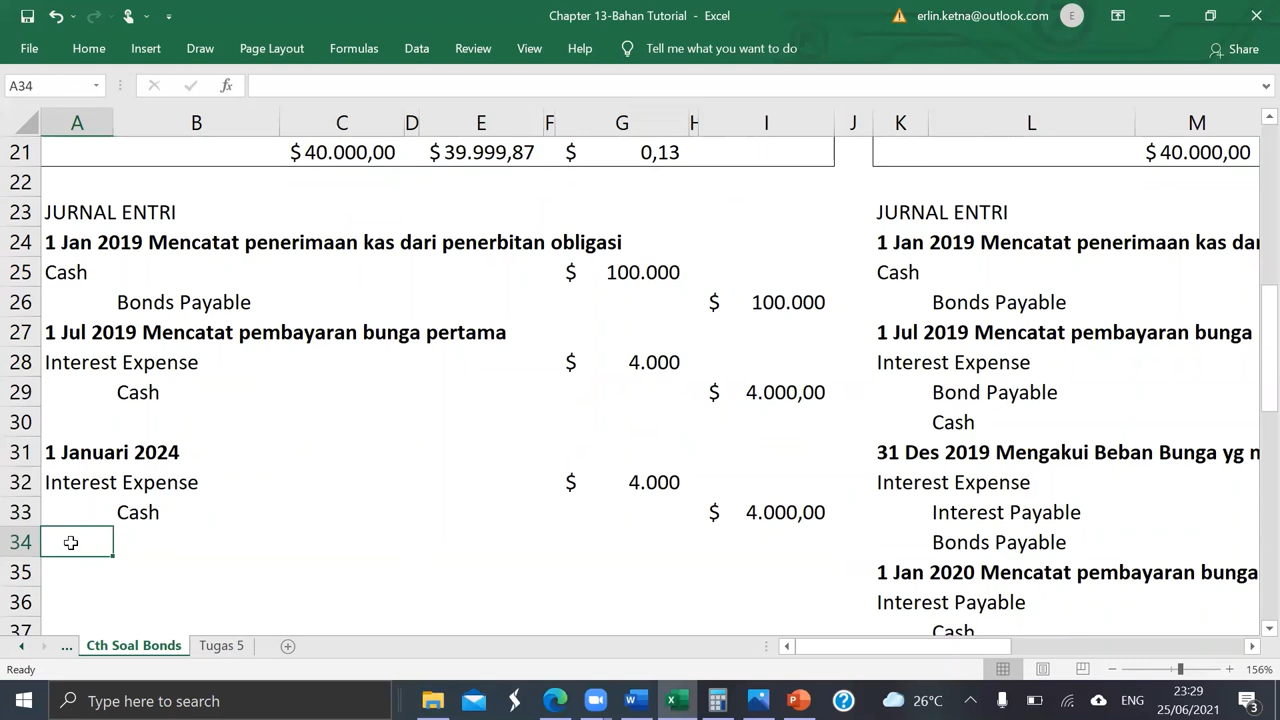 Chapter 13-Bahan Tutorial - Excel
erlin.ketna@outlook.com E
File Home Insert Draw Page Layout Formulas Data Review View Help Tell me what you want to do Share
A34 fx
A B C D E F G H I J K L M
21 $ 40.000,00 $ 39.999,87 $ 0,13 $ 40.000,00
22
23 JURNAL ENTRI JURNAL ENTRI
24 1 Jan 2019 Mencatat penerimaan kas dari penerbitan obligasi 1 Jan 2019 Mencatat penerimaan kas dar
25 Cash $ 100.000 Cash
26 Bonds Payable $ 100.000 Bonds Payable
27 1 Jul 2019 Mencatat pembayaran bunga pertama 1 Jul 2019 Mencatat pembayaran bunga
28 Interest Expense $ 4.000 Interest Expense
29 Cash $ 4.000,00 Bond Payable
30 Cash
31 1 Januari 2024 31 Des 2019 Mengakui Beban Bunga yg n
32 Interest Expense $ 4.000 Interest Expense
33 Cash $ 4.000,00 Interest Payable
34 Bonds Payable
35 1 Jan 2020 Mencatat pembayaran bunga
36 Interest Payable
37 Cash
... Cth Soal Bonds Tugas 5
Ready 156%
Type here to search 26°C ENG 23:29
25/06/2021 3